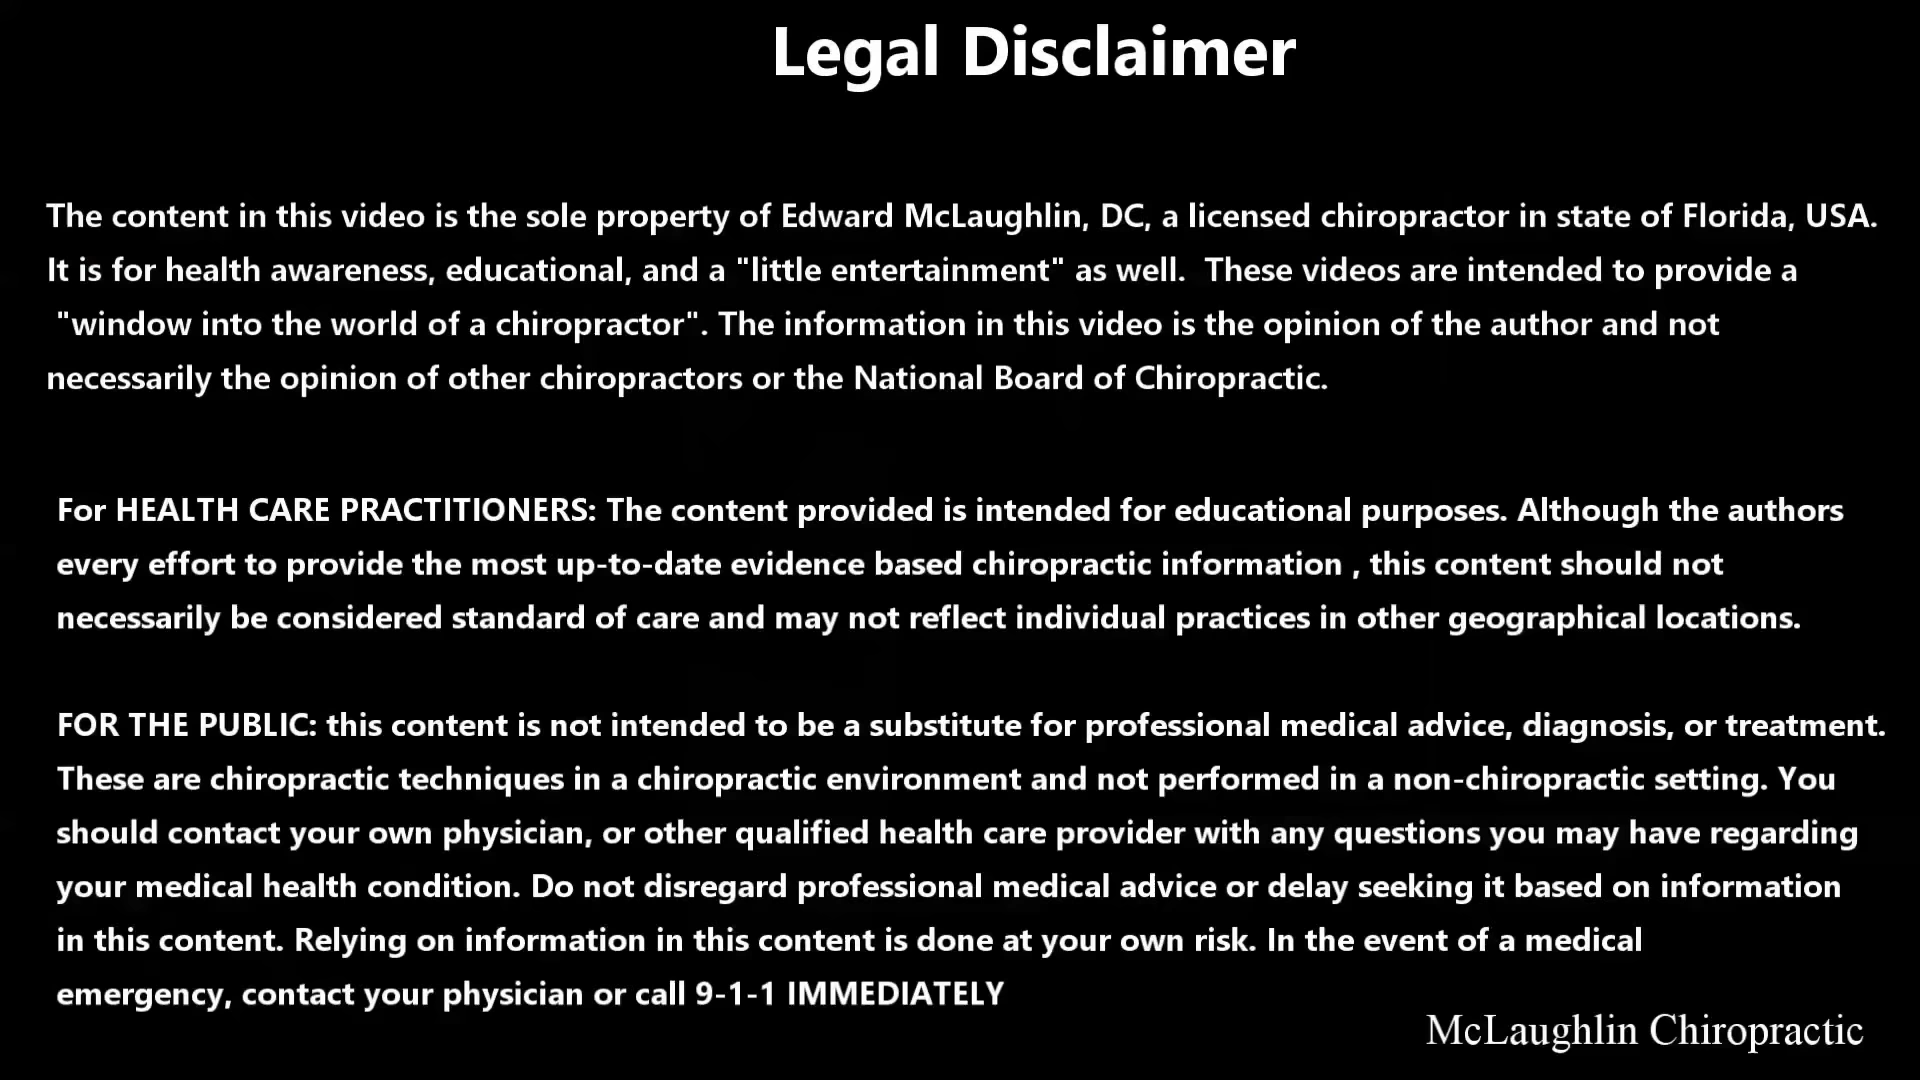 Legal Disclaimer
The content in this video is the sole property of Edward McLaughlin, DC, a licensed chiropractor in state of Florida, USA.
It is for health awareness, educational, and a "little entertainment" as well.  These videos are intended to provide a
"window into the world of a chiropractor". The information in this video is the opinion of the author and not
necessarily the opinion of other chiropractors or the National Board of Chiropractic.
For HEALTH CARE PRACTITIONERS: The content provided is intended for educational purposes. Although the authors
every effort to provide the most up-to-date evidence based chiropractic information , this content should not
necessarily be considered standard of care and may not reflect individual practices in other geographical locations.
FOR THE PUBLIC: this content is not intended to be a substitute for professional medical advice, diagnosis, or treatment.
These are chiropractic techniques in a chiropractic environment and not performed in a non-chiropractic setting. You
should contact your own physician, or other qualified health care provider with any questions you may have regarding
your medical health condition. Do not disregard professional medical advice or delay seeking it based on information
in this content. Relying on information in this content is done at your own risk. In the event of a medical
emergency, contact your physician or call 9-1-1 IMMEDIATELY
McLaughlin Chiropractic